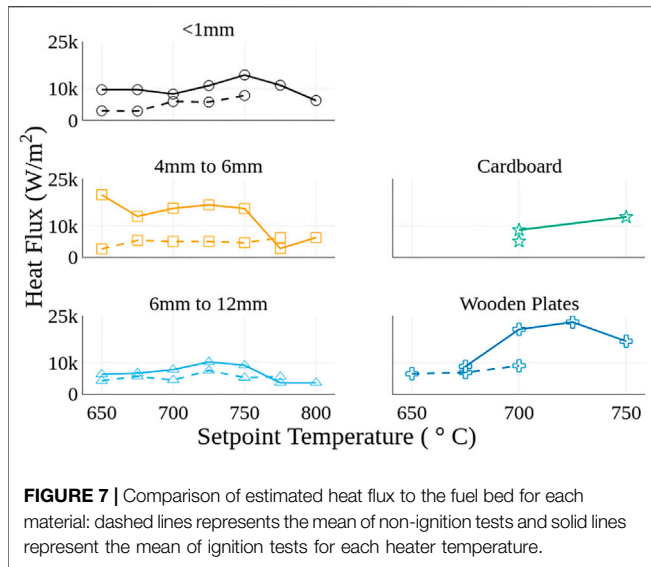 <1mm
25k
10k
0
Heat Flux (W/m²)
4mm to 6mm
25k
10k
0
Cardboard
6mm to 12mm
25k
10k
0
650 700 750 800
Wooden Plates
650 700 750
Setpoint Temperature ( ° C)
FIGURE 7 | Comparison of estimated heat flux to the fuel bed for each
material: dashed lines represents the mean of non-ignition tests and solid lines
represent the mean of ignition tests for each heater temperature.